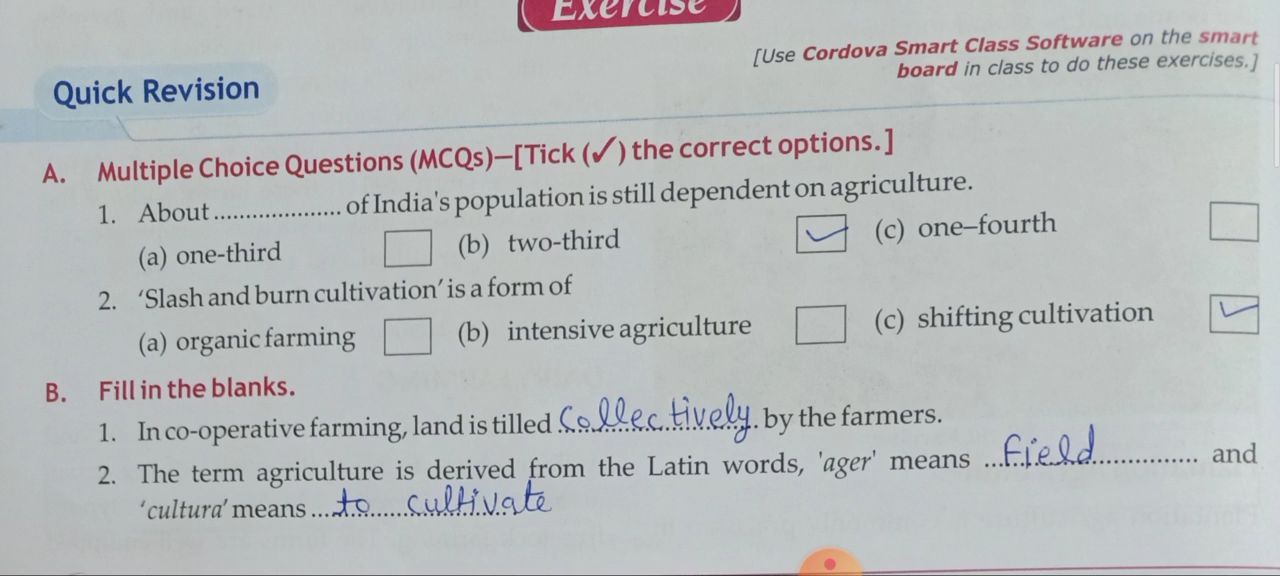 Exercise
[Use Cordova Smart Class Software on the smart
board in class to do these exercises.]
Quick Revision
A. Multiple Choice Questions (MCQs)—[Tick (✓) the correct options.]
1. About .................... of India's population is still dependent on agriculture.
(a) one-third (b) two-third ✓ (c) one–fourth
2. ‘Slash and burn cultivation’ is a form of
(a) organic farming (b) intensive agriculture (c) shifting cultivation ✓
B. Fill in the blanks.
1. In co-operative farming, land is tilled Collectively by the farmers.
2. The term agriculture is derived from the Latin words, 'ager' means field and
‘cultura’ means to cultivate